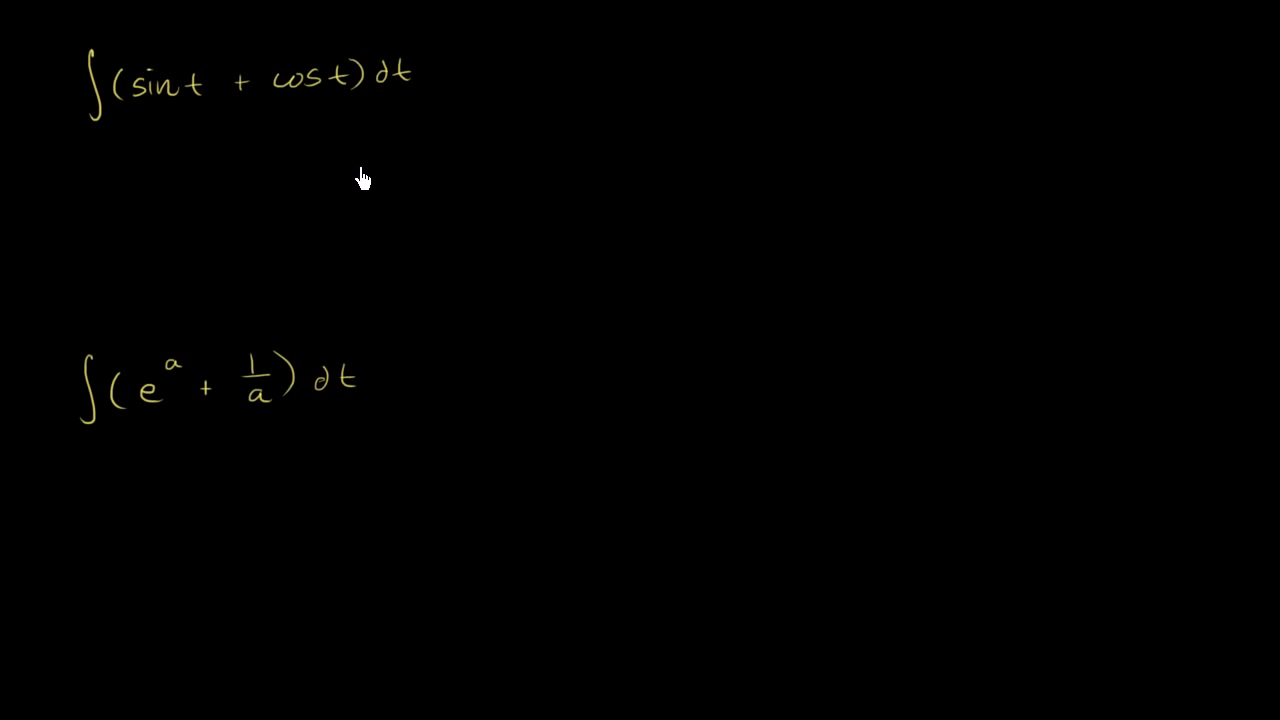 ∫(sin t + cos t) dt
∫(e^a + 1/a) dt